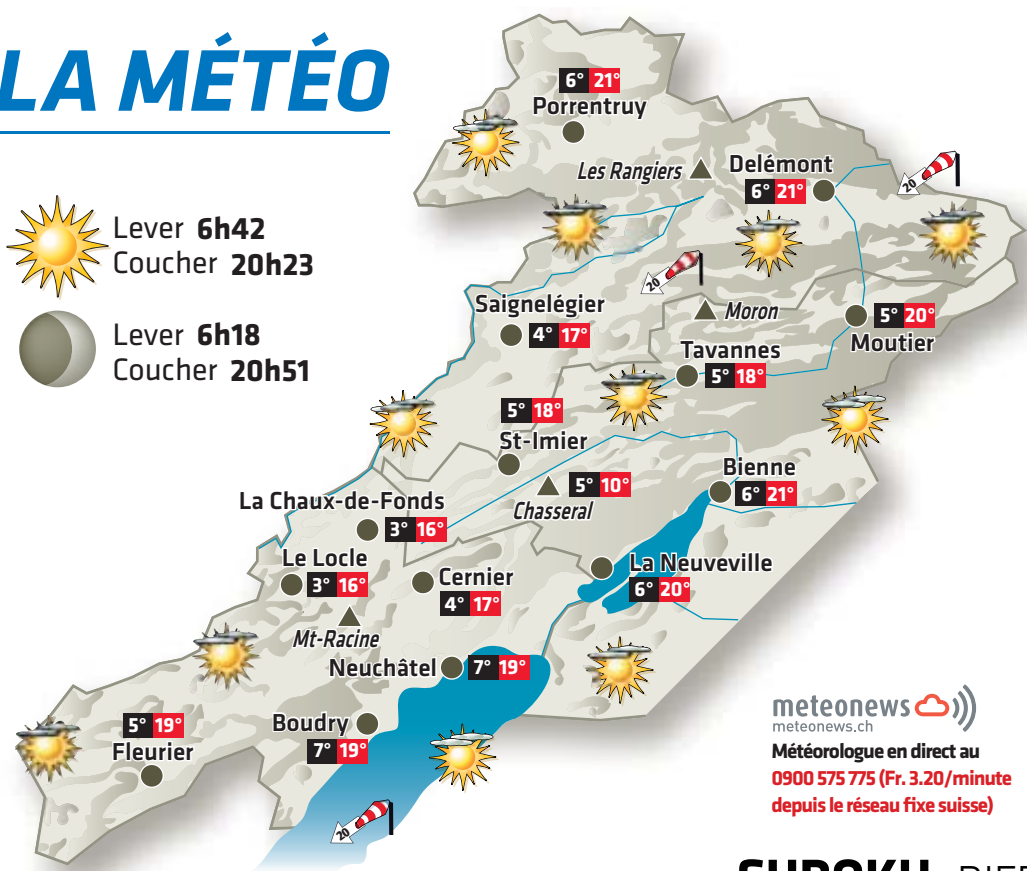 LA MÉTÉO
Lever 6h42
Coucher 20h23
Lever 6h18
Coucher 20h51
6° 21°
Porrentruy
Les Rangiers
Delémont
6° 21°
20
20
Saignelégier
4° 17°
Moron
5° 20°
Moutier
Tavannes
5° 18°
5° 18°
St-Imier
5° 10°
Chasseral
Bienne
6° 21°
La Chaux-de-Fonds
3° 16°
Le Locle
3° 16°
Cernier
4° 17°
La Neuveville
6° 20°
Mt-Racine
Neuchâtel 7° 19°
Boudry
7° 19°
5° 19°
Fleurier
20
meteonews
meteonews.ch
Météorologue en direct au
0900 575 775 (Fr. 3.20/minute
depuis le réseau fixe suisse)